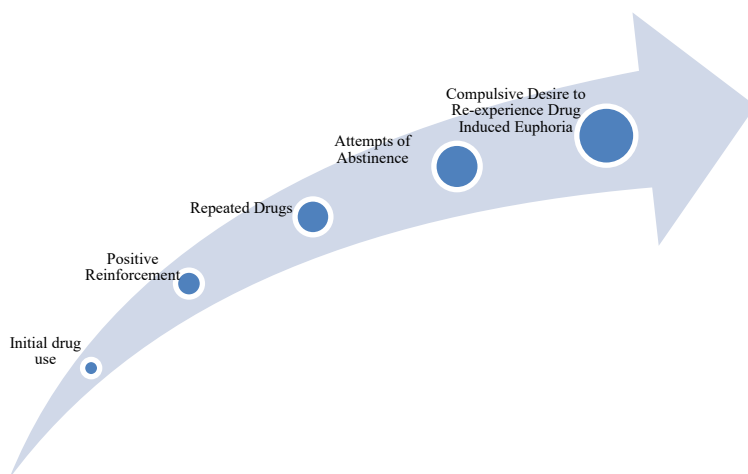 Compulsive Desire to
Re-experience Drug
Induced Euphoria
Attempts of
Abstinence
Repeated Drugs
Positive
Reinforcement
Initial drug
use